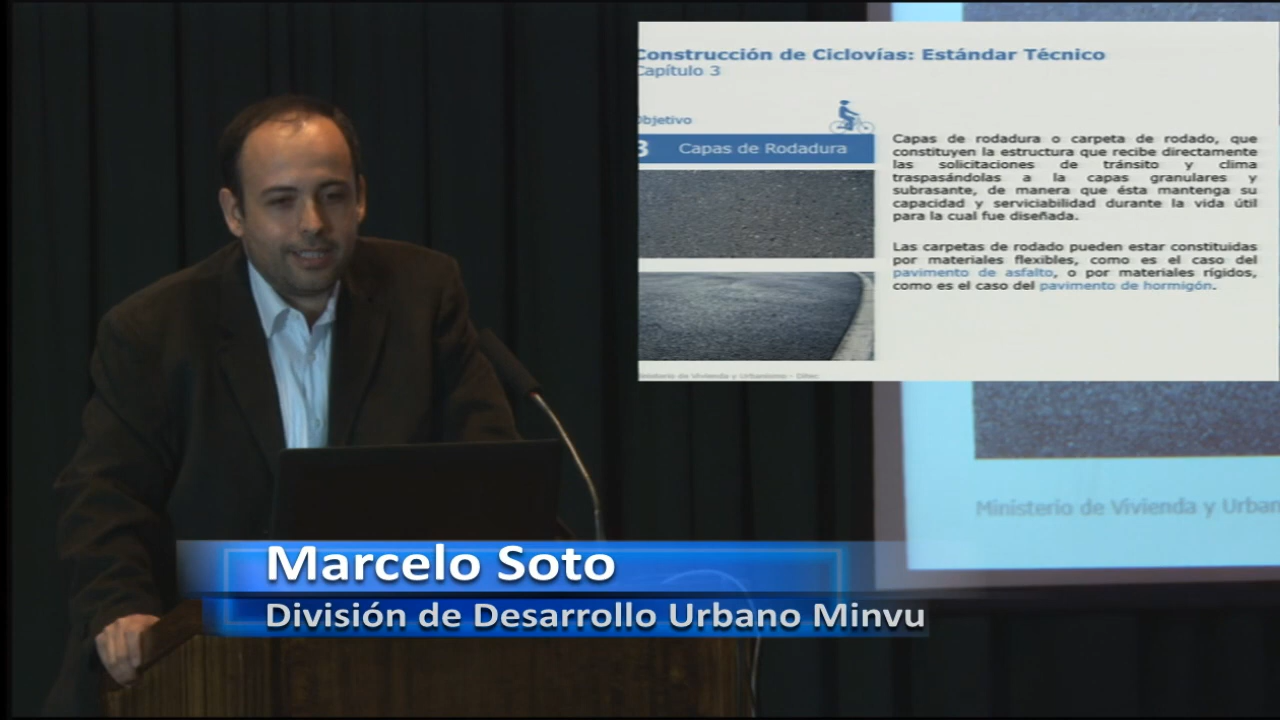 Construcción de Ciclovías: Estándar Técnico
Capítulo 3
Objetivo
3 Capas de Rodadura
Capas de rodadura o carpeta de rodado, que
constituyen la estructura que recibe directamente
las solicitaciones de tránsito y clima
traspasándolas a la capas granulares y
subrasante, de manera que ésta mantenga su
capacidad y serviciabilidad durante la vida útil
para la cual fue diseñada.
Las carpetas de rodado pueden estar constituidas
por materiales flexibles, como es el caso del
pavimento de asfalto, o por materiales rígidos,
como es el caso del pavimento de hormigón.
Ministerio de Vivienda y Urbanismo - Ditec
Ministerio de Vivienda y Urban
Marcelo Soto
División de Desarrollo Urbano Minvu